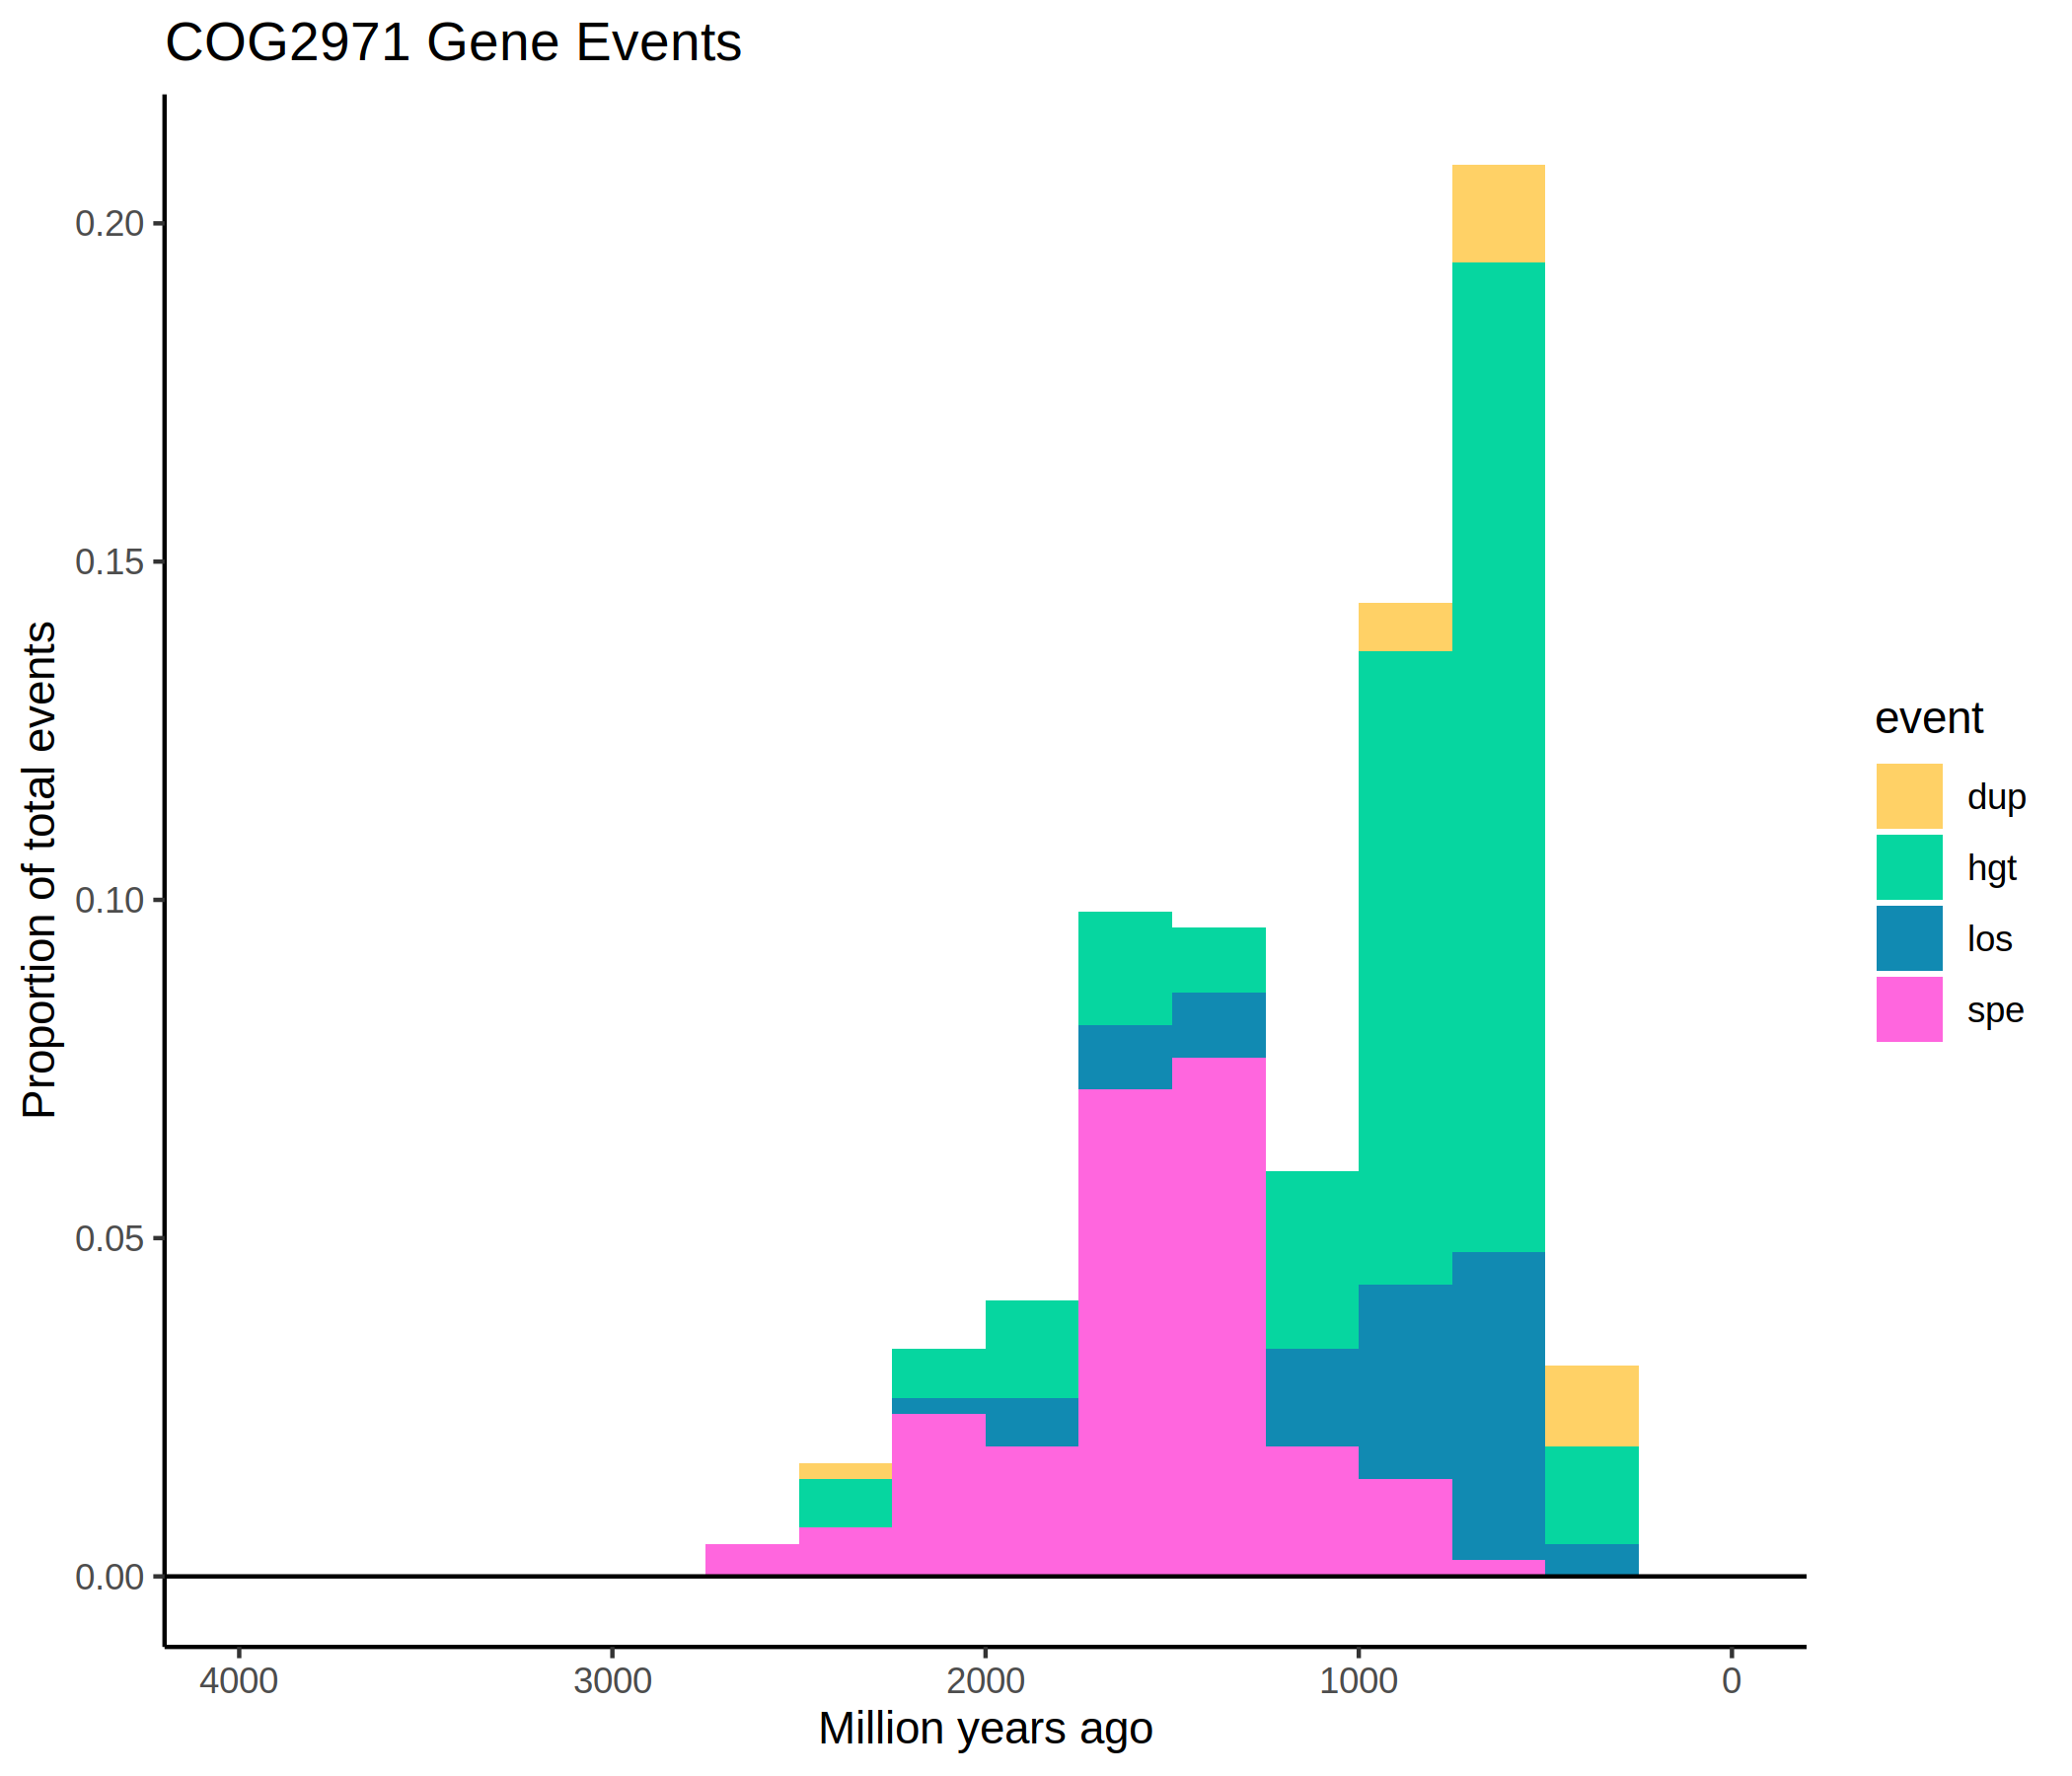 COG2971 Gene Events
Proportion of total events
0.20
0.15
0.10
0.05
0.00
4000
3000
2000
1000
0
Million years ago
event
dup
hgt
los
spe